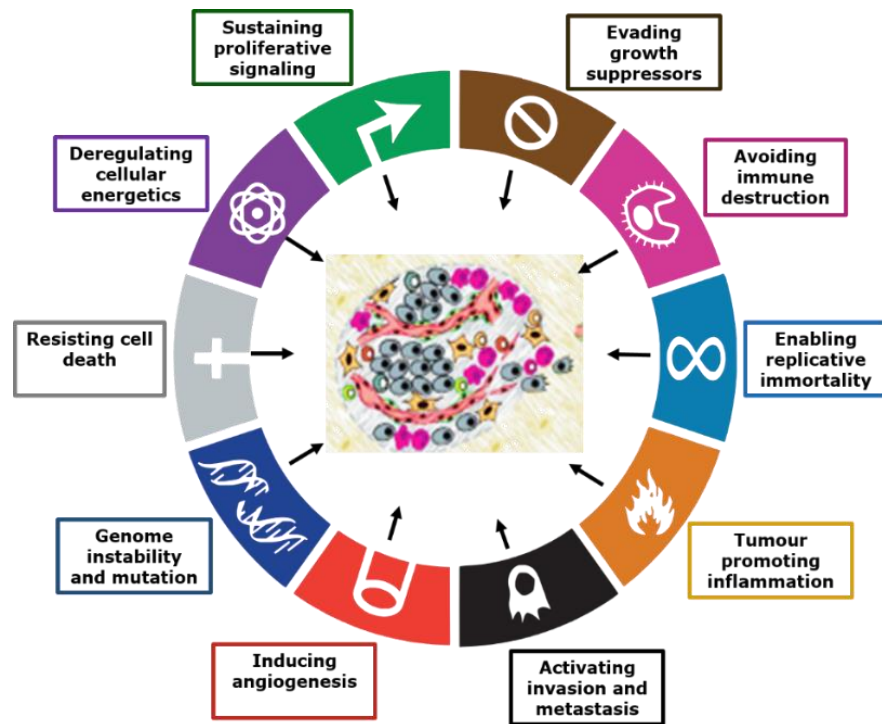 Sustaining
proliferative
signaling
Evading
growth
suppressors
Deregulating
cellular
energetics
Avoiding
immune
destruction
Resisting cell
death
Enabling
replicative
immortality
Genome
instability
and mutation
Tumour
promoting
inflammation
Inducing
angiogenesis
Activating
invasion and
metastasis